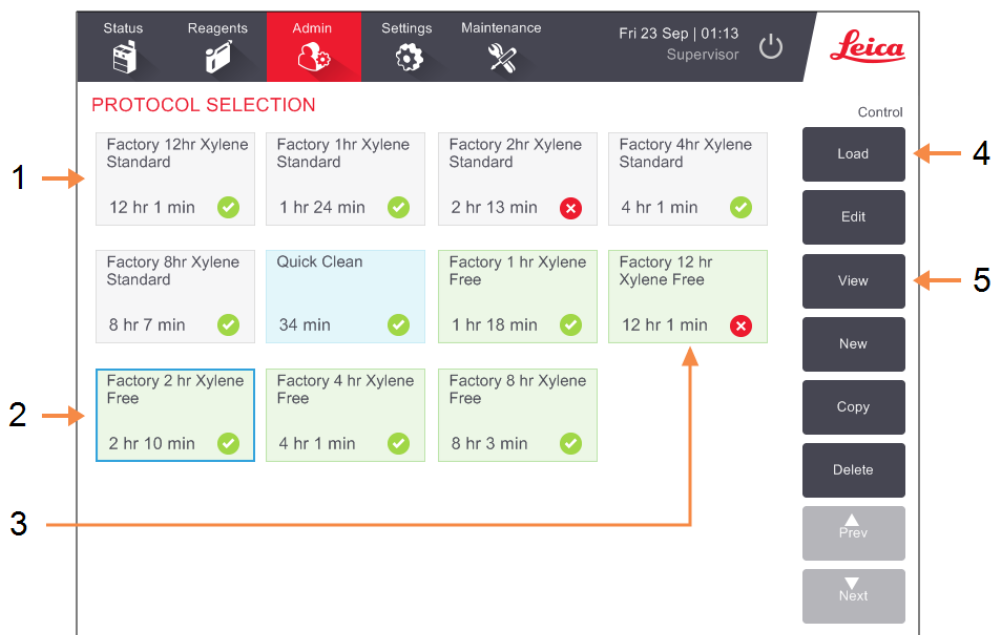 Status Reagents Admin Settings Maintenance Fri 23 Sep | 01:13
Supervisor
Leica
PROTOCOL SELECTION
Control
1
Factory 12hr Xylene
Standard
12 hr 1 min
Factory 1hr Xylene
Standard
1 hr 24 min
Factory 2hr Xylene
Standard
2 hr 13 min
Factory 4hr Xylene
Standard
4 hr 1 min
Factory 8hr Xylene
Standard
8 hr 7 min
Quick Clean
34 min
Factory 1 hr Xylene
Free
1 hr 18 min
Factory 12 hr
Xylene Free
12 hr 1 min
2
Factory 2 hr Xylene
Free
2 hr 10 min
Factory 4 hr Xylene
Free
4 hr 1 min
Factory 8 hr Xylene
Free
8 hr 3 min
3
Load
4
Edit
View
5
New
Copy
Delete
Prev
Next